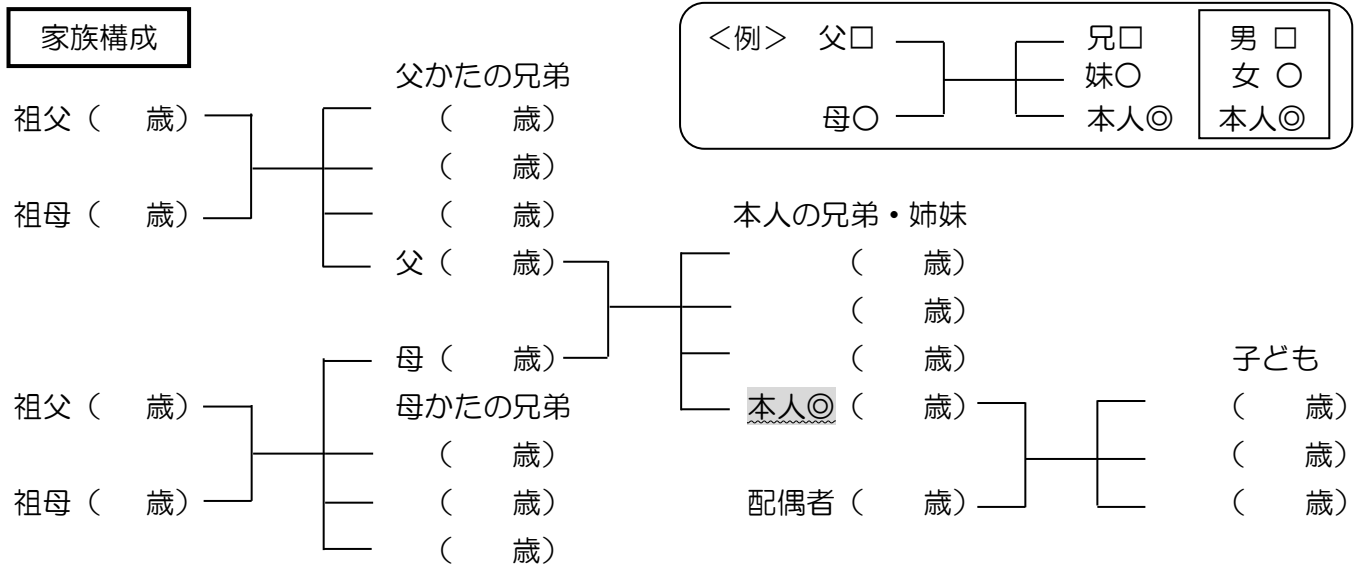 家族構成
＜例＞ 父□ 兄□ 男 □
妹○ 女 ○
母○ 本人◎ 本人◎
父かたの兄弟
祖父（ 歳） （ 歳）
（ 歳）
祖母（ 歳） （ 歳） 本人の兄弟・姉妹
父（ 歳） （ 歳）
（ 歳）
母（ 歳） （ 歳） 子ども
祖父（ 歳） 母かたの兄弟 本人◎（ 歳） （ 歳）
（ 歳） （ 歳）
祖母（ 歳） （ 歳） 配偶者（ 歳） （ 歳）
（ 歳）